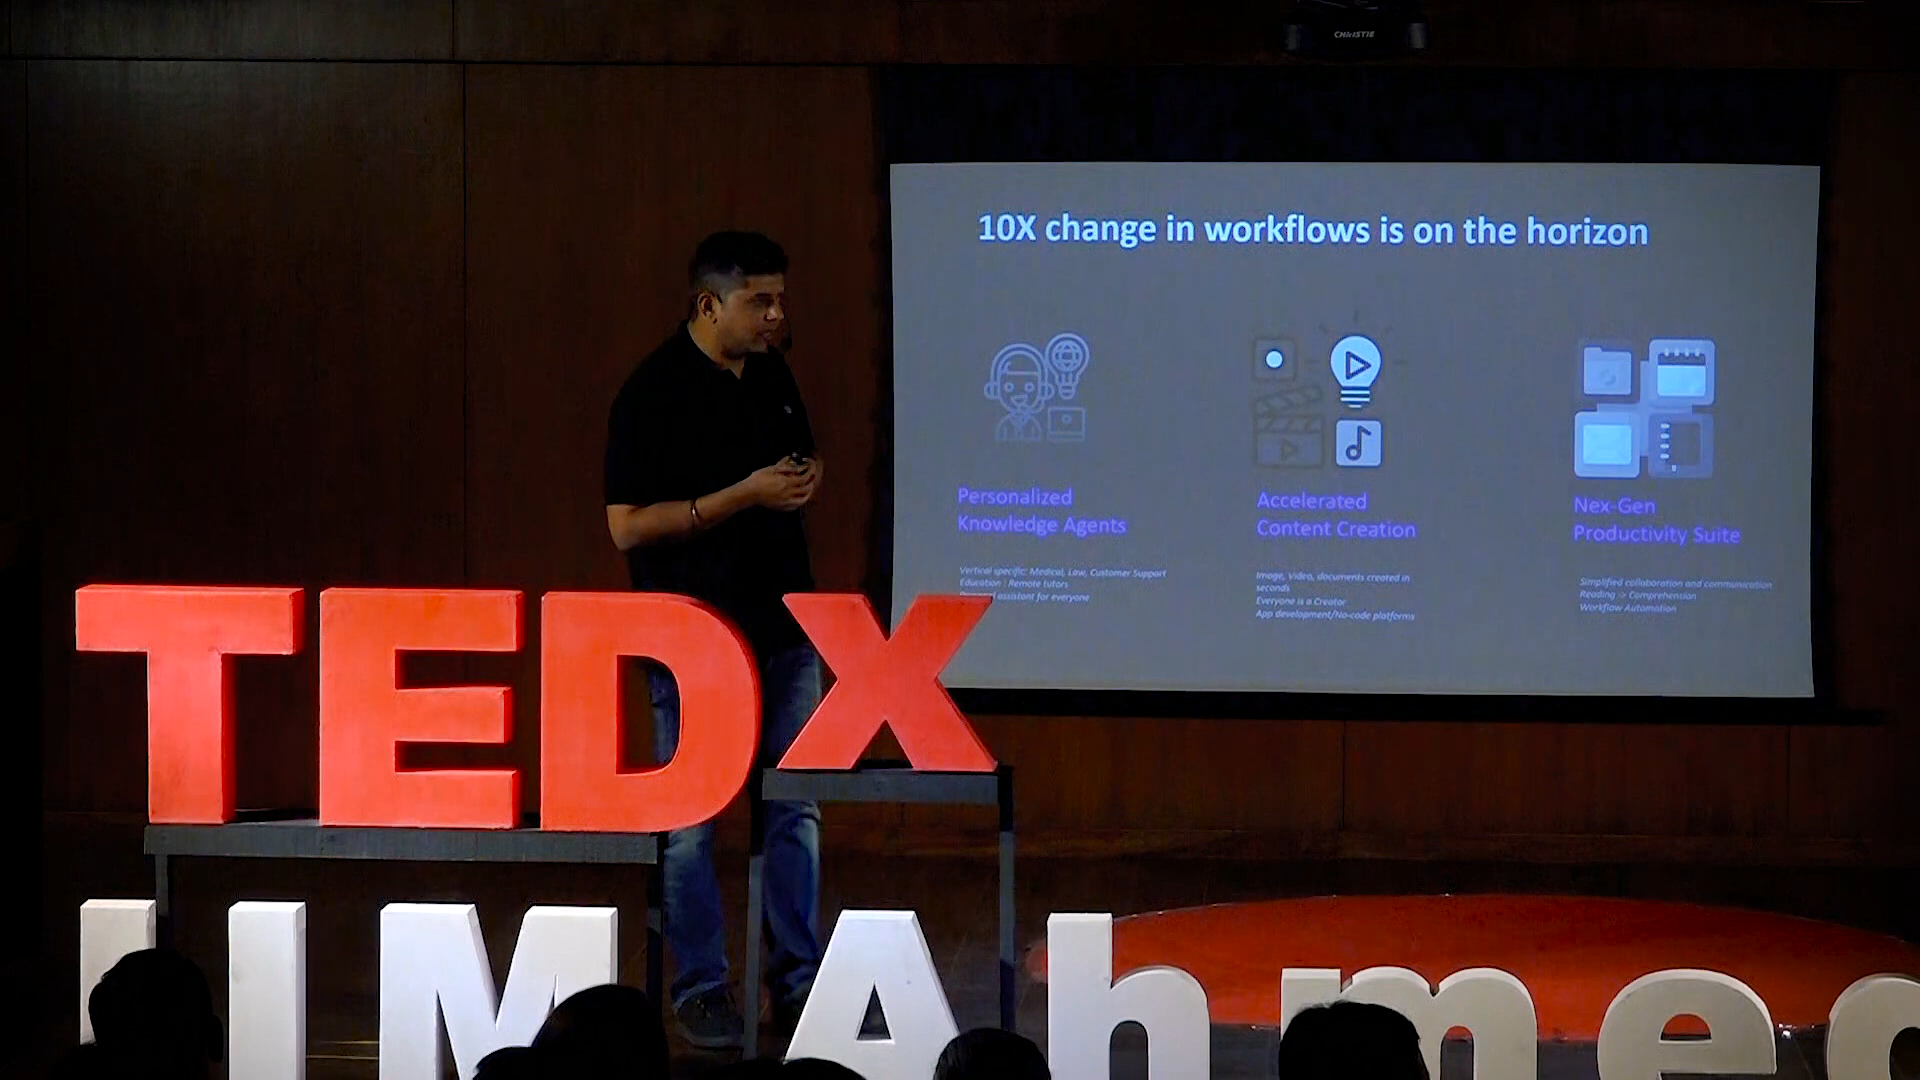 CHRISTIE
10X change in workflows is on the horizon
Personalized
Knowledge Agents
Vertical specific: Medical, Law, Customer Support
Education : Remote tutors
assistant for everyone
Accelerated
Content Creation
Image, Video, documents created in
seconds
Everyone is a Creator
App development/No-code platforms
Nex-Gen
Productivity Suite
Simplified collaboration and communication
Reading -> Comprehension
Workflow Automation
TEDX
IIM Ahmed